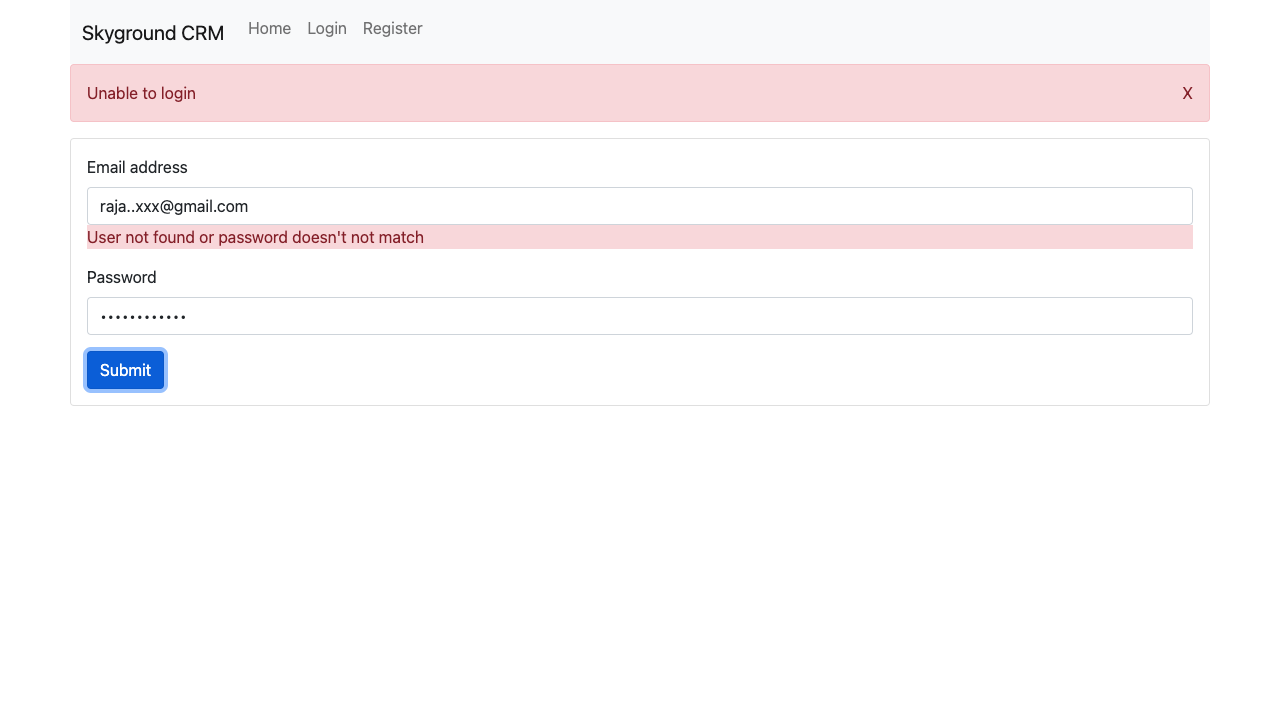 Skyground CRM Home Login Register
Unable to login X
Email address
raja..xxx@gmail.com
User not found or password doesn't not match
Password
••••••••••••
Submit